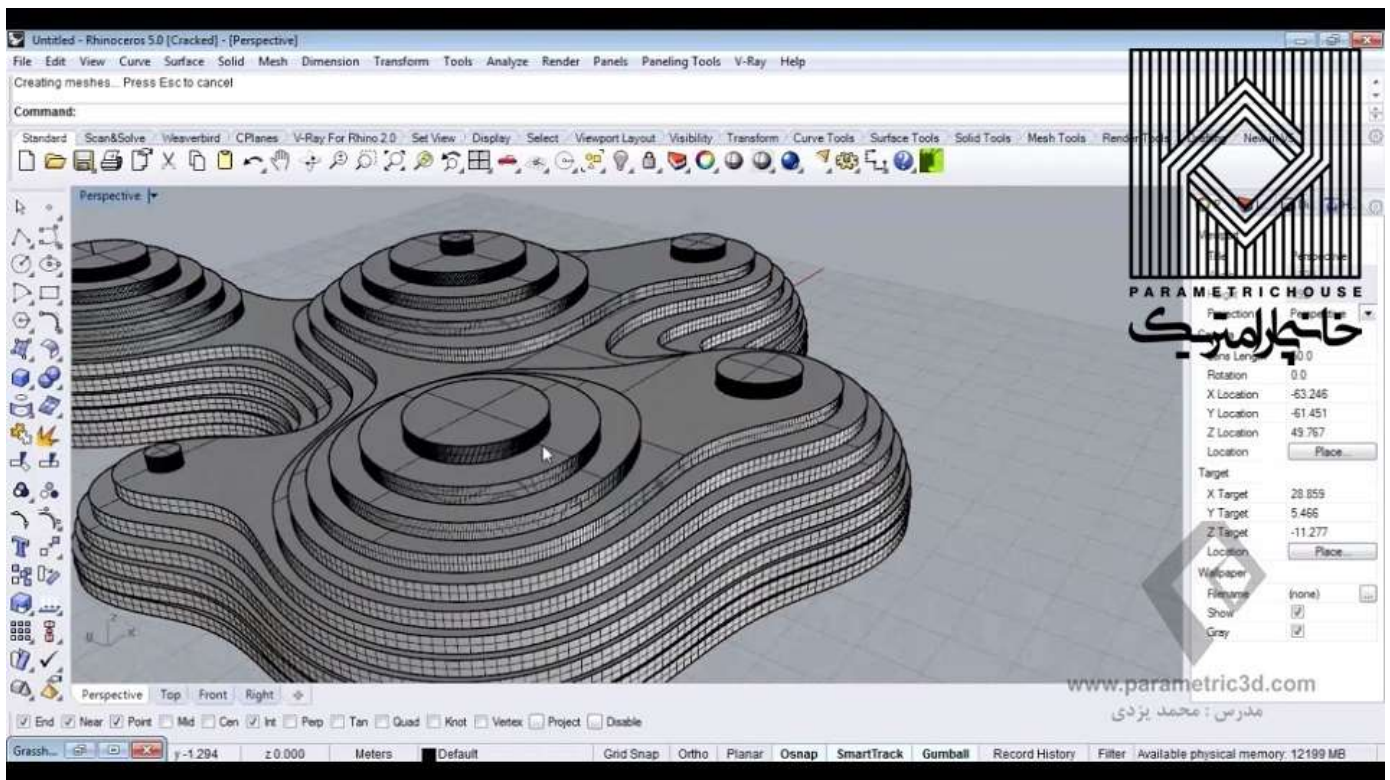 Untitled - Rhinoceros 5.0 [Cracked] - [Perspective]
File Edit View Curve Surface Solid Mesh Dimension Transform Tools Analyze Render Panels Paneling Tools V-Ray Help
Creating meshes... Press Esc to cancel
Command:
Standard Scan&Solve Weaverbird CPlanes V-Ray For Rhino 2.0 Set View Display Select Viewport Layout Visibility Transform Curve Tools Surface Tools Solid Tools Mesh Tools
Perspective
PARAMETRICHOUSE
خانه پارامتریک
Lens Length 50.0
Rotation 0.0
X Location -63.246
Y Location -61.451
Z Location 49.767
Location Place...
Target
X Target 28.859
Y Target 5.466
Z Target -11.277
Location Place...
Wallpaper
Filename (none) ...
Show
Gray
Perspective Top Front Right
www.parametric3d.com
مدرس : محمد یزدی
End Near Point Mid Cen Int Perp Tan Quad Knot Vertex Project Disable
Grassh... y -1.294 z 0.000 Meters Default Grid Snap Ortho Planar Osnap SmartTrack Gumball Record History Filter Available physical memory: 12199 MB